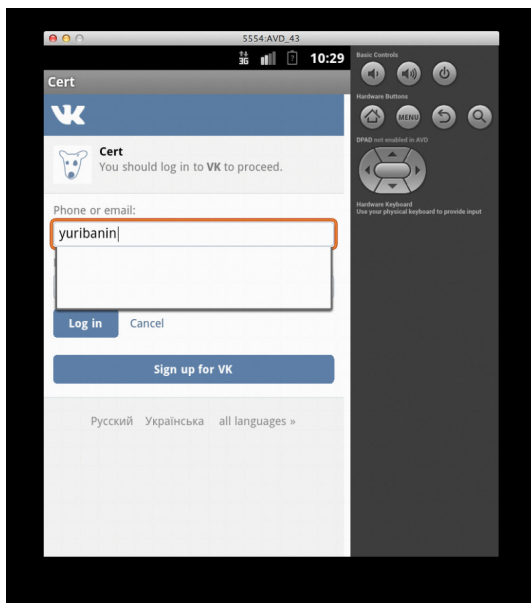 5554:AVD_43
3G
10:29
Cert
Cert
You should log in to VK to proceed.
Phone or email:
yuribanin
Log in
Cancel
Sign up for VK
Русский Українська all languages »
Basic Controls
Hardware Buttons
MENU
DPAD not enabled in AVD
Hardware Keyboard
Use your physical keyboard to provide input